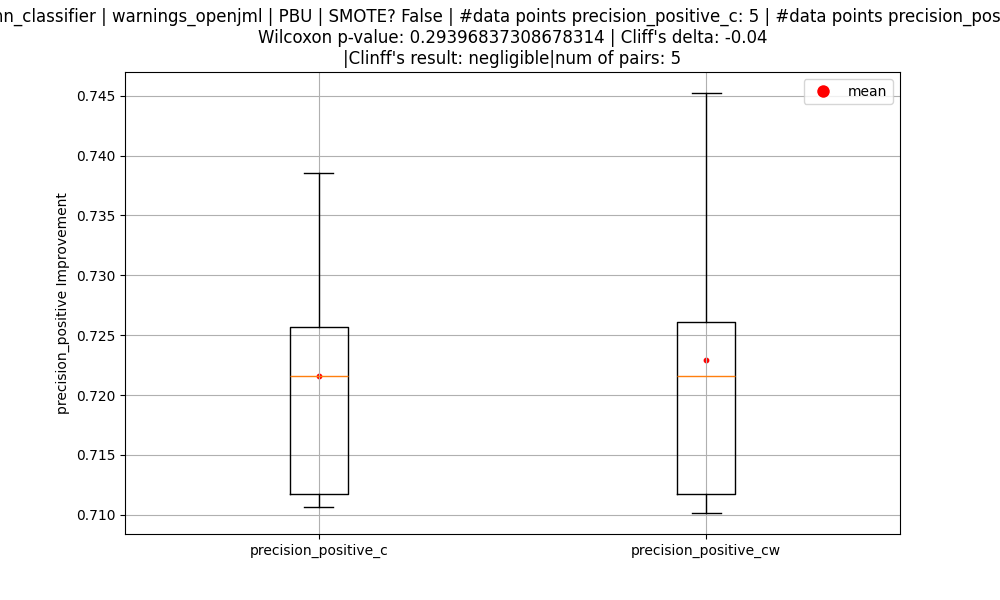 _classifier | warnings_openjml | PBU | SMOTE? False | #data points precision_positive_c: 5 | #data points precision_pos
Wilcoxon p-value: 0.29396837308678314 | Cliff's delta: -0.04
|Clinff's result: negligible|num of pairs: 5
mean
0.745
0.740
0.735
0.730
0.725
0.720
0.715
0.710
precision_positive Improvement
precision_positive_c
precision_positive_cw